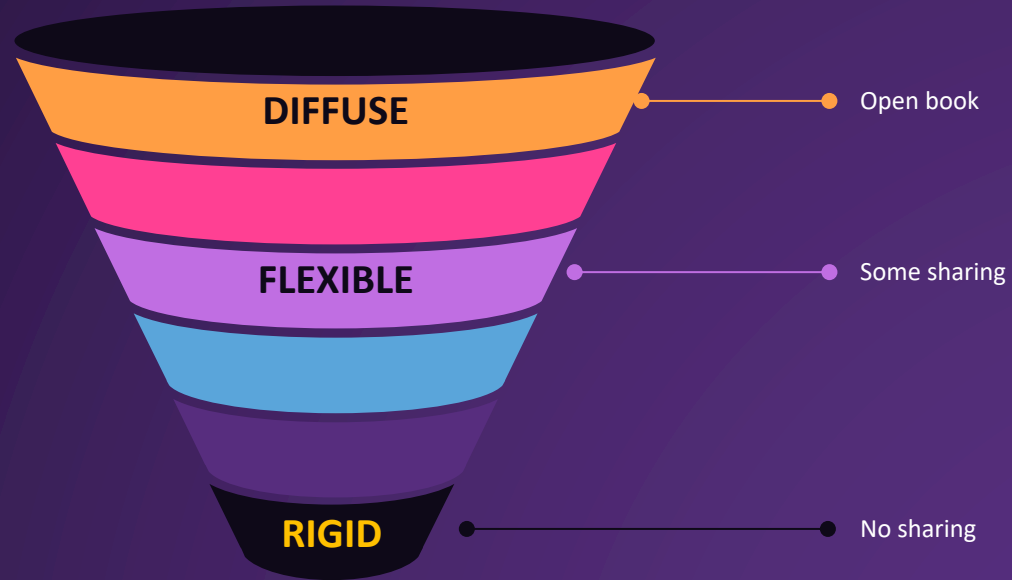 DIFFUSE
Open book
FLEXIBLE
Some sharing
RIGID
No sharing